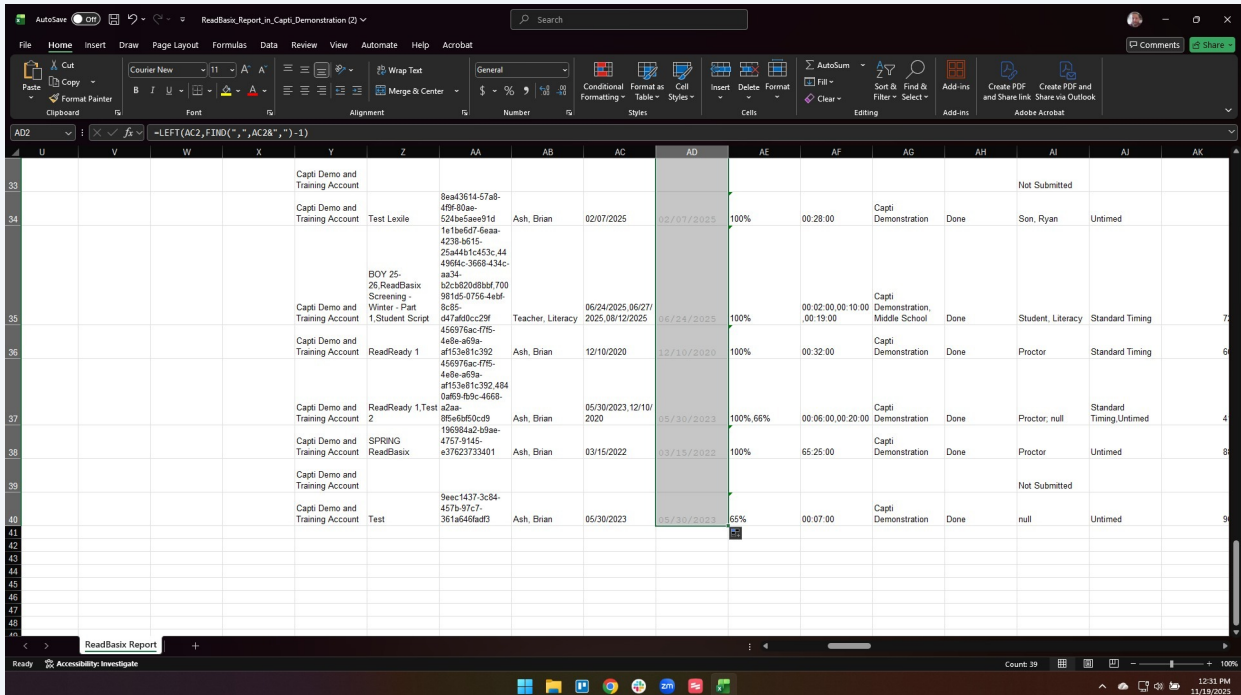 AutoSave Off ReadBasix_Report_in_Capti_Demonstration (2) Search
File Home Insert Draw Page Layout Formulas Data Review View Automate Help Acrobat Comments Share
Paste Cut Copy Format Painter Clipboard
Courier New 11 A^ A˅ B I U A Font
Wrap Text Merge & Center Alignment
General $ % 9 Number
Conditional Formatting Format as Table Cell Styles Styles
Insert Delete Format Cells
AutoSum Fill Clear Sort & Filter Find & Select Editing
Add-ins Add-ins
Create PDF and Share link Create PDF and Share via Outlook Adobe Acrobat
AD2 fx =LEFT(AC2,FIND(",",AC2&",")-1)
U V W X Y Z AA AB AC AD AE AF AG AH AI AJ AK
Capti Demo and
33 Training Account Not Submitted
8ea43614-57a8-
Capti Demo and 4f9f-80ae- Capti
34 Training Account Test Lexile 524be5aee91d Ash, Brian 02/07/2025 02/07/2025 100% 00:28:00 Demonstration Done Son, Ryan Untimed
1e1be6d7-6eaa-
4238-b615-
25a44b1c453c,44
496f4c-3668-434c-
BOY 25- aa34-
26,ReadBasix b2cb820d8bbf,700
Screening - 981d5-0756-4ebf-
Winter - Part 8c85- Capti
Capti Demo and 1,Student Script d47afd0cc29f 06/24/2025,06/27/ 00:02:00,00:10:00 Demonstration,
35 Training Account Teacher, Literacy 2025,08/12/2025 06/24/2025 100% ,00:19:00 Middle School Done Student, Literacy Standard Timing 7
456976ac-f7f5-
Capti Demo and 4e8e-a69a- Capti
36 Training Account ReadReady 1 af153e81c392 Ash, Brian 12/10/2020 12/10/2020 100% 00:32:00 Demonstration Done Proctor Standard Timing 6
456976ac-f7f5-
4e8e-a69a-
af153e81c392,484
0af69-fb9c-4668-
Capti Demo and ReadReady 1,Test a2aa- 05/30/2023,12/10/ Capti Standard
37 Training Account 2 8f5e6bf50cd9 Ash, Brian 2020 05/30/2023 100%,66% 00:06:00,00:20:00 Demonstration Done Proctor; null Timing,Untimed 4
196984a2-b9ae-
Capti Demo and SPRING 4757-9145- Capti
38 Training Account ReadBasix e37623733401 Ash, Brian 03/15/2022 03/15/2022 100% 65:25:00 Demonstration Done Proctor Untimed 8
Capti Demo and
39 Training Account Not Submitted
9eec1437-3c84-
Capti Demo and 457b-97c7- Capti
40 Training Account Test 361a646fadf3 Ash, Brian 05/30/2023 05/30/2023 65% 00:07:00 Demonstration Done null Untimed 9
41
42
43
44
45
46
47
48
ReadBasix Report +
Ready Accessibility: Investigate Count: 39 100%
zm 12:31 PM
11/19/2025